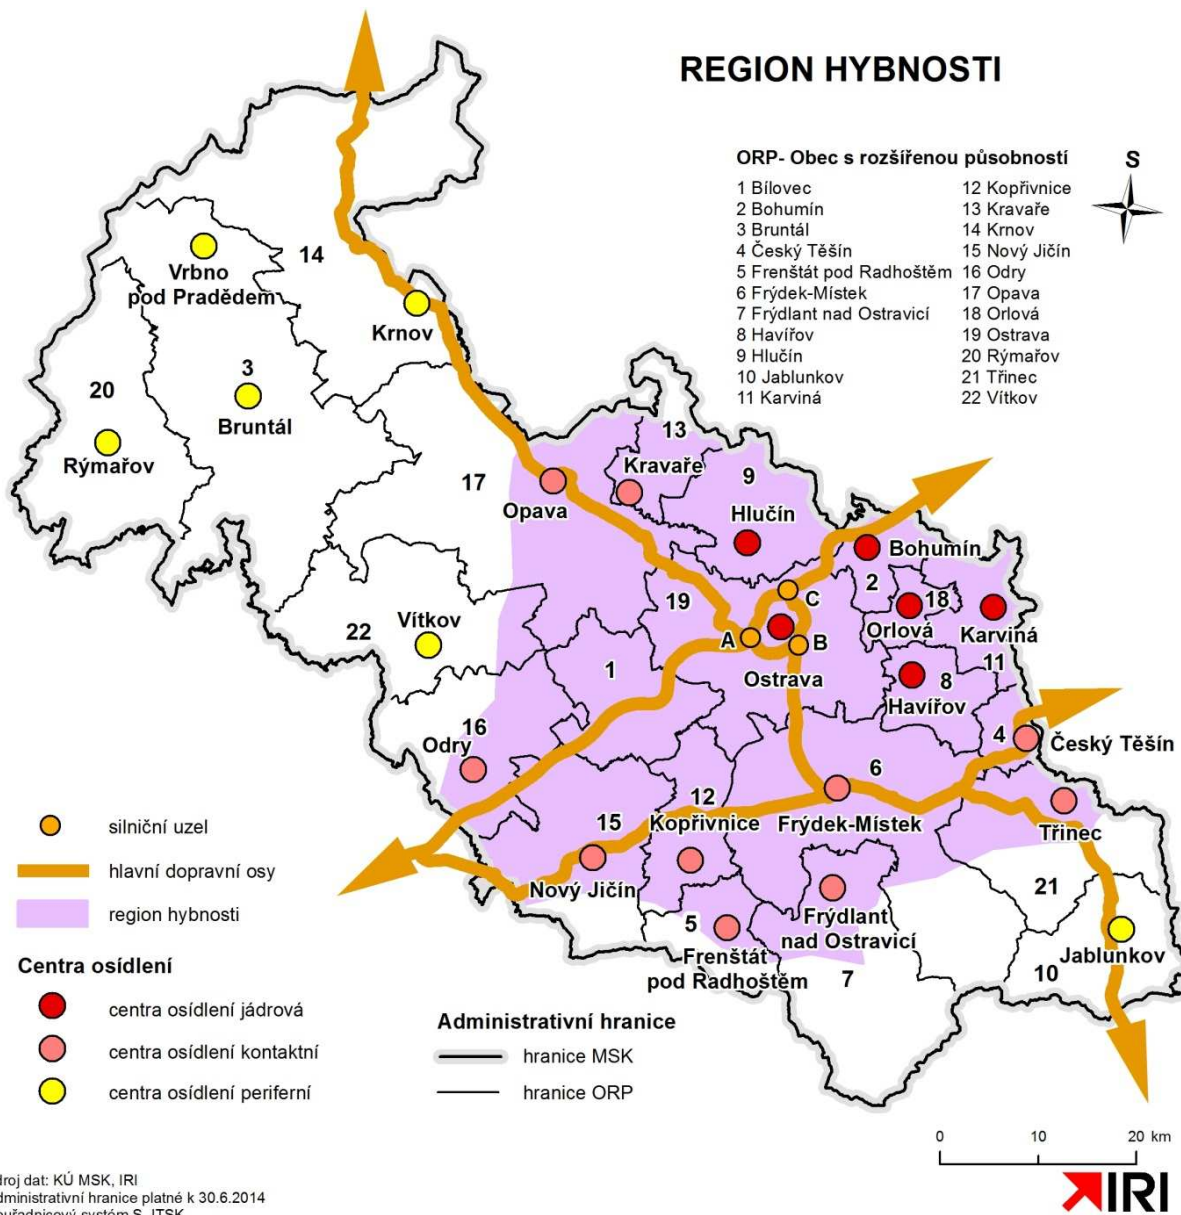 REGION HYBNOSTI
ORP- Obec s rozšířenou působností
S
1 Bílovec
2 Bohumín
3 Bruntál
4 Český Těšín
5 Frenštát pod Radhoštěm
6 Frýdek-Místek
7 Frýdlant nad Ostravicí
8 Havířov
9 Hlučín
10 Jablunkov
11 Karviná
12 Kopřivnice
13 Kravaře
14 Krnov
15 Nový Jičín
16 Odry
17 Opava
18 Orlová
19 Ostrava
20 Rýmařov
21 Třinec
22 Vítkov
14
Vrbno
pod Pradědem
Krnov
3
20
Bruntál
Rýmařov
13
Kravaře
9
17
Opava
Hlučín
Bohumín
2
C
19
18
Orlová
Karviná
22
Vítkov
A
B
1
Ostrava
11
8
Havířov
16
Odry
4
Český Těšín
6
12
15
Kopřivnice
Frýdek-Místek
Třinec
Nový Jičín
21
Frýdlant
nad Ostravicí
5
Frenštát
pod Radhoštěm
7
Jablunkov
10
silniční uzel
hlavní dopravní osy
region hybnosti
Centra osídlení
centra osídlení jádrová
centra osídlení kontaktní
centra osídlení periferní
Administrativní hranice
hranice MSK
hranice ORP
0 10 20 km
droj dat: KÚ MSK, IRI
dministrativní hranice platné k 30.6.2014
IRI